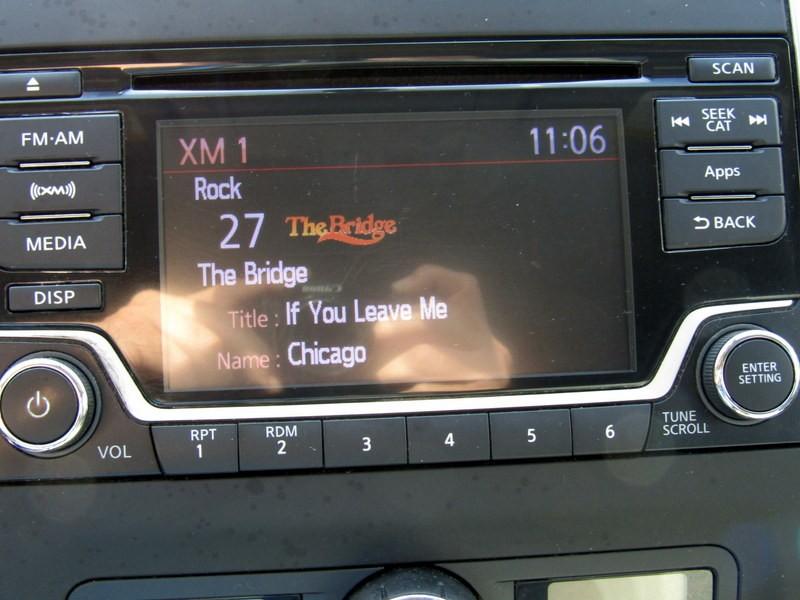 SCAN
FM·AM
XM 1
11:06
SEEK
CAT
((XM))
Rock
Apps
27 The Bridge
BACK
MEDIA
The Bridge
DISP
Title : If You Leave Me
Name : Chicago
ENTER
SETTING
VOL
RPT
1
RDM
2
3
4
5
6
TUNE
SCROLL